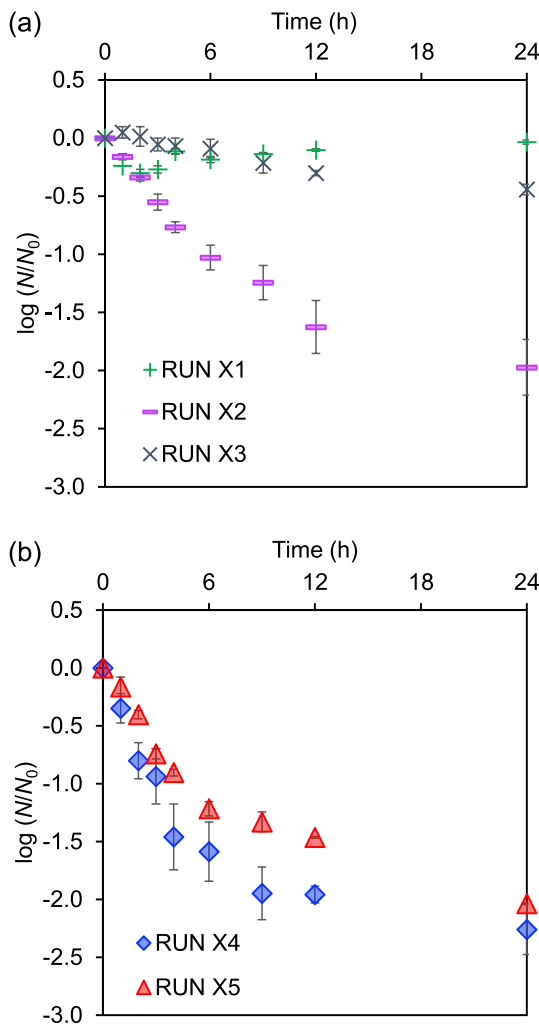 (a)
Time (h)
0 6 12 18 24
0.5
0.0
-0.5
-1.0
-1.5
-2.0
-2.5
-3.0
log (N/N₀)
RUN X1
RUN X2
RUN X3
(b)
Time (h)
0 6 12 18 24
0.5
0.0
-0.5
-1.0
-1.5
-2.0
-2.5
-3.0
log (N/N₀)
RUN X4
RUN X5